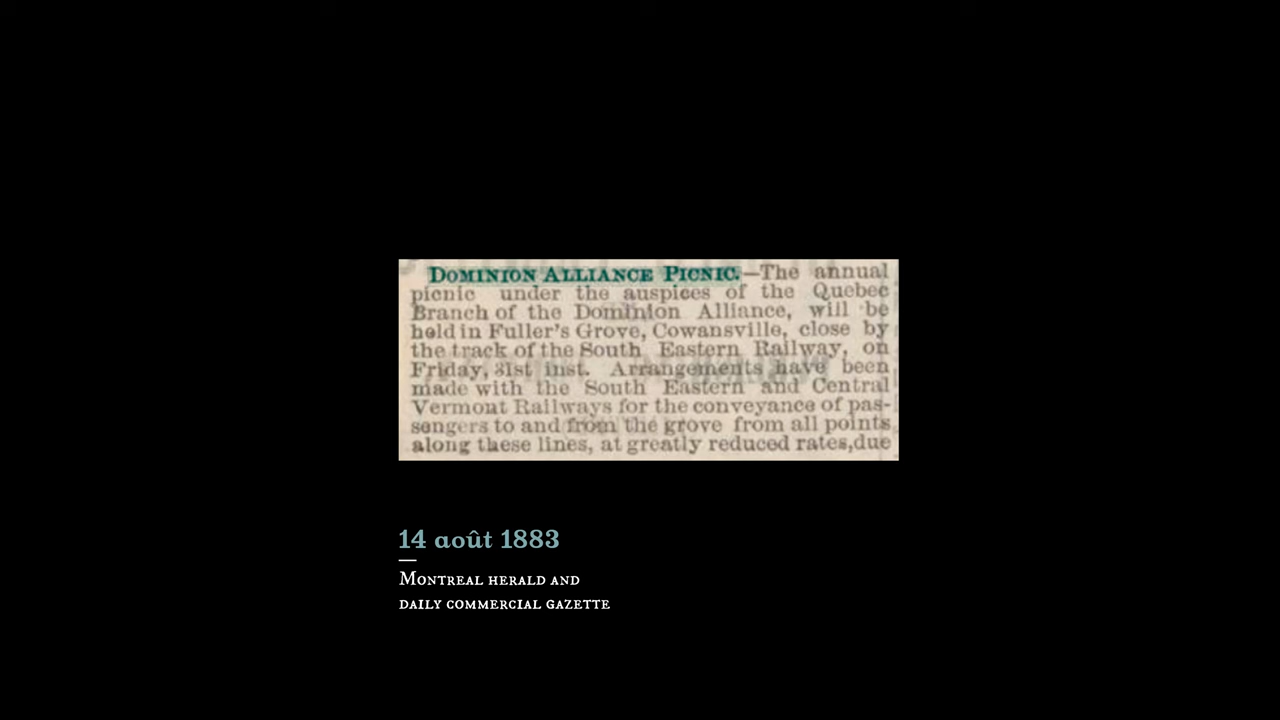 DOMINION ALLIANCE PICNIC.—The annual
picnic under the auspices of the Quebec
Branch of the Dominion Alliance, will be
held in Fuller's Grove, Cowansville, close by
the track of the South Eastern Railway, on
Friday, 31st inst. Arrangements have been
made with the South Eastern and Central
Vermont Railways for the conveyance of pas-
sengers to and from the grove from all points
along these lines, at greatly reduced rates,due
14 août 1883
MONTREAL HERALD AND
DAILY COMMERCIAL GAZETTE